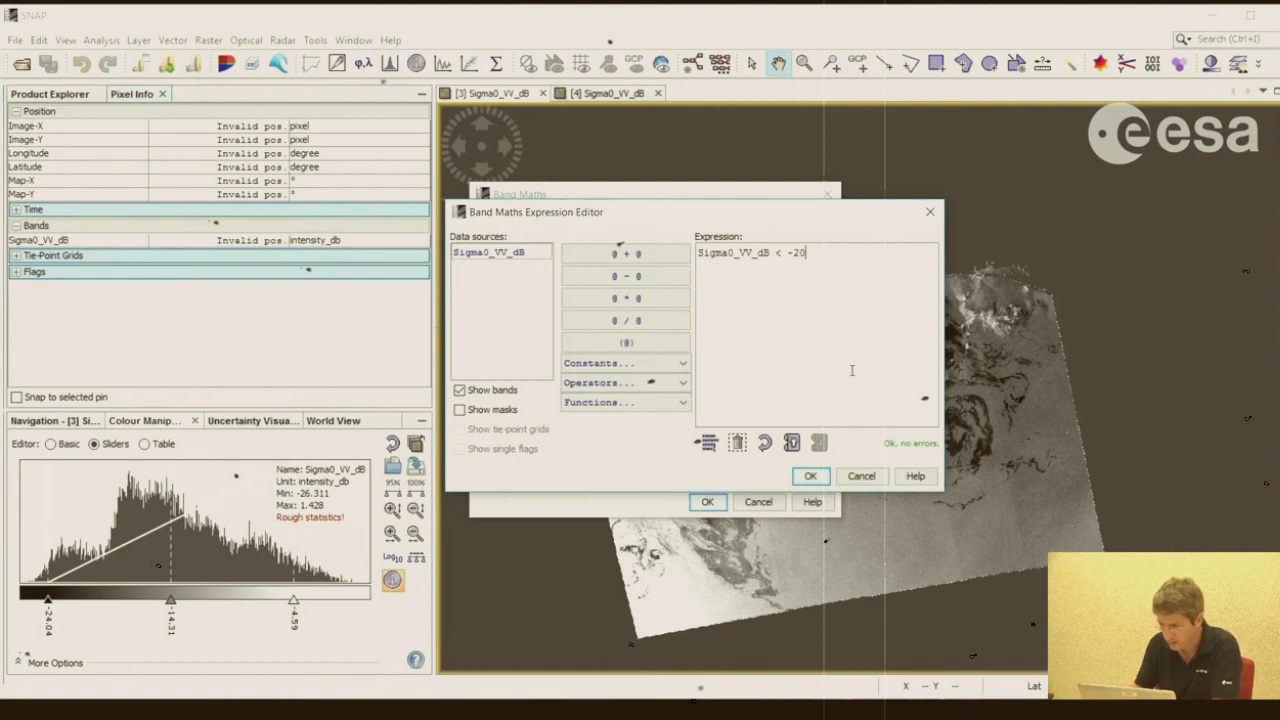 SNAP
File Edit View Analysis Layer Vector Raster Optical Radar Tools Window Help
Search (Ctrl+I)
Product Explorer Pixel Info
[3] Sigma0_VV_dB [4] Sigma0_VV_dB
Position
Image-X Invalid pos. pixel
Image-Y Invalid pos. pixel
Longitude Invalid pos. degree
Latitude Invalid pos. degree
Map-X Invalid pos. °
Map-Y Invalid pos. °
Time
Bands
Sigma0_VV_dB Invalid pos. intensity_db
Tie-Point Grids
Flags
esa
Band Maths
Band Maths Expression Editor
Data sources: Expression:
Sigma0_VV_dB
@ + @
@ - @
@ * @
@ / @
(@)
Constants...
Operators...
Functions...
Sigma0_VV_dB < -20
Show bands
Show masks
Show tie-point grids
Show single flags
Ok, no errors.
OK Cancel Help
OK Cancel Help
Snap to selected pin
Navigation - [3] Si... Colour Manip... Uncertainty Visua... World View
Editor: Basic Sliders Table
Name: Sigma0_VV_dB
Unit: intensity_db
Min: -26.311
Max: 1.428
Rough statistics!
95% 100%
Log10
-24.04 -14.31 -4.59
More Options
X -- Y -- Lat